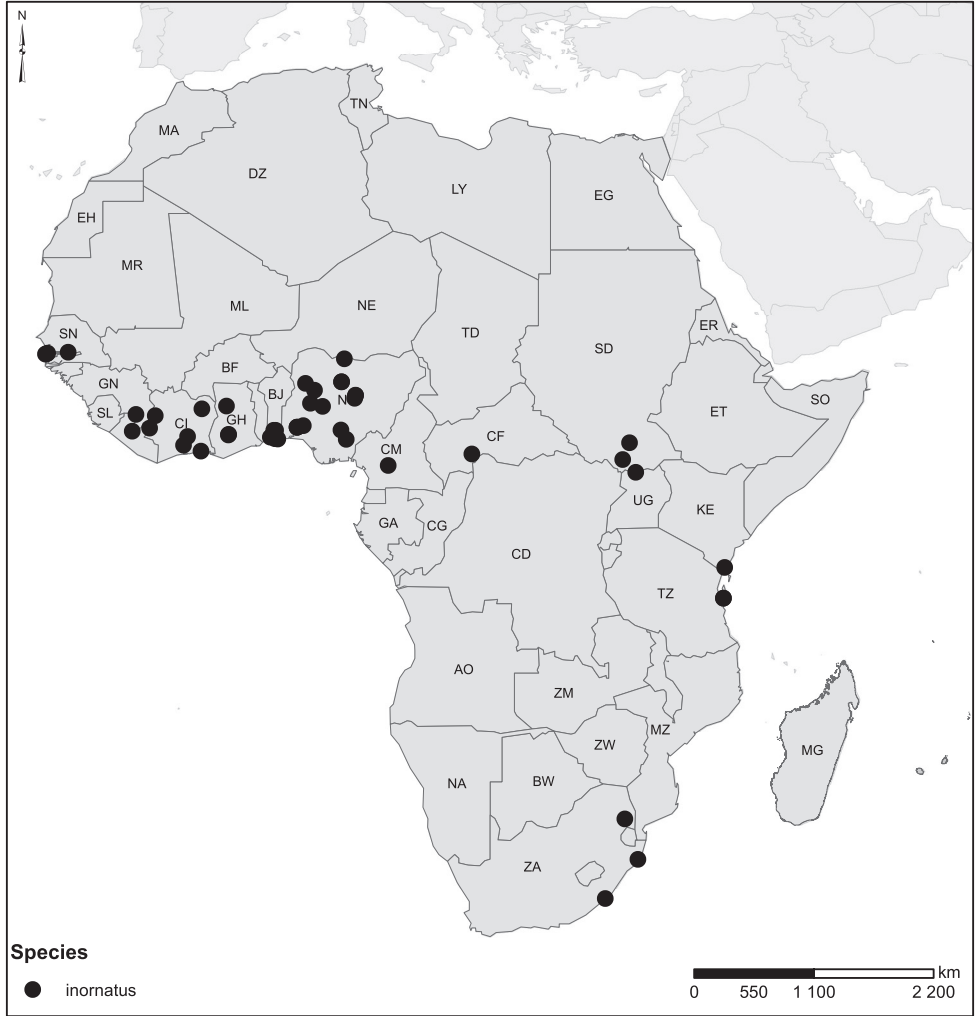 N
TN
MA
DZ
LY
EG
EH
MR
ML
NE
TD
SD
ER
SN
BF
GN
BJ
N
SO
SL
CI
GH
ET
CM
CF
UG
KE
GA
CG
CD
TZ
AO
ZM
MZ
ZW
MG
NA
BW
ZA
Species
inornatus
km
0 550 1 100 2 200